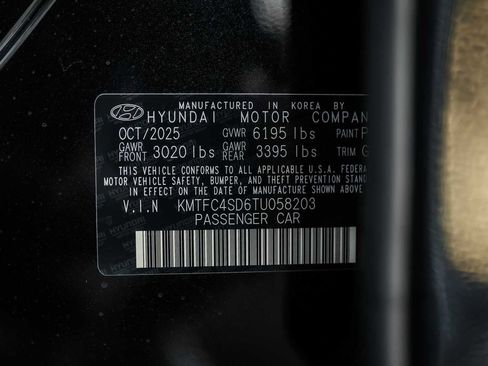 MANUFACTURED IN KOREA BY
HYUNDAI MOTOR COMPAN
OCT/2025 GVWR 6195 lbs PAINT P
GAWR FRONT 3020 lbs GAWR REAR 3395 lbs TRIM G
THIS VEHICLE CONFORMS TO ALL APPLICABLE U.S.A. FEDERAL
MOTOR VEHICLE SAFETY, BUMPER, AND THEFT PREVENTION STANDA
IN EFFECT ON THE DATE OF MANUFACTURE SHOWN ABOVE
V.I.N KMTFC4SD6TU058203
PASSENGER CAR